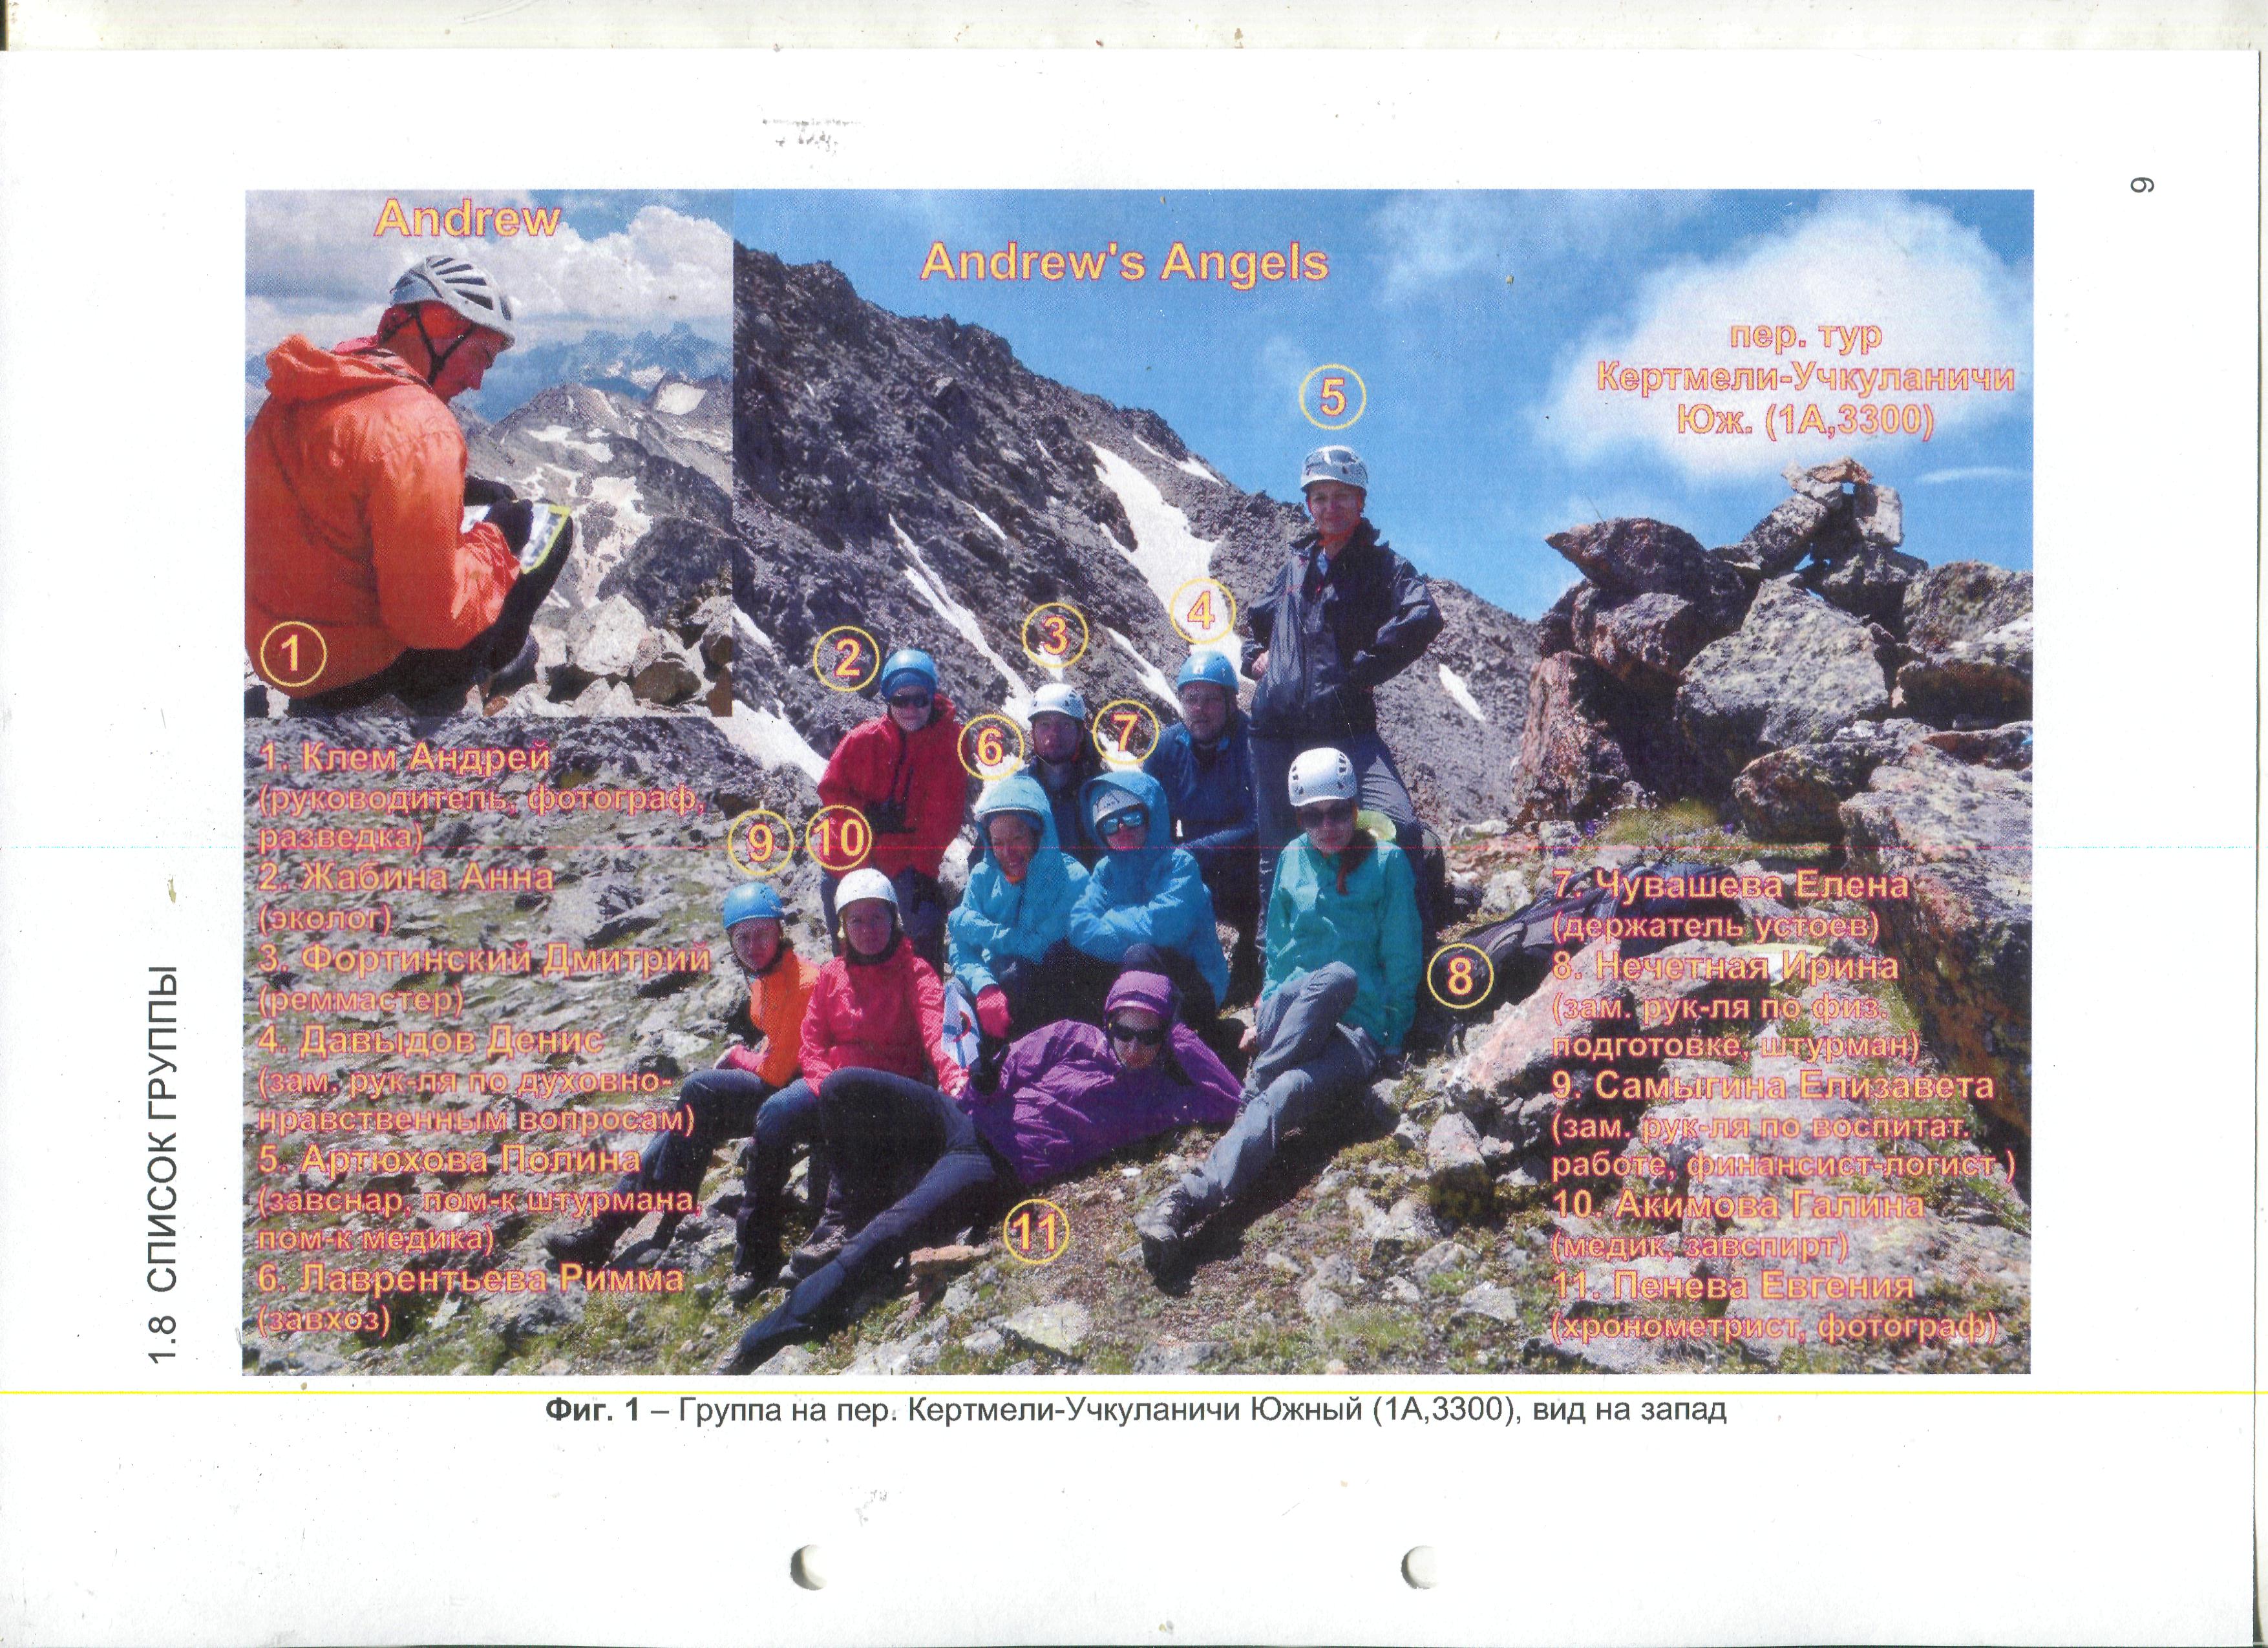 6
1.8 СПИСОК ГРУППЫ
Andrew
Andrew's Angels
пер. тур
Кертмели-Учкуланичи
Юж. (1А,3300)
1
2
3
4
5
6
7
8
9
10
11
1. Клем Андрей
(руководитель, фотограф,
разведка)
2. Жабина Анна
(эколог)
3. Фортинский Дмитрий
(реммастер)
4. Давыдов Денис
(зам. рук-ля по духовно-
нравственным вопросам)
5. Артюхова Полина
(завснар, пом-к штурмана,
пом-к медика)
6. Лаврентьева Римма
(завхоз)
7. Чувашева Елена
(держатель устоев)
8. Нечетная Ирина
(зам. рук-ля по физ.
подготовке, штурман)
9. Самыгина Елизавета
(зам. рук-ля по воспитат.
работе, финансист-логист )
10. Акимова Галина
(медик, завспирт)
11. Пенева Евгения
(хронометрист, фотограф)
Фиг. 1 – Группа на пер. Кертмели-Учкуланичи Южный (1А,3300), вид на запад